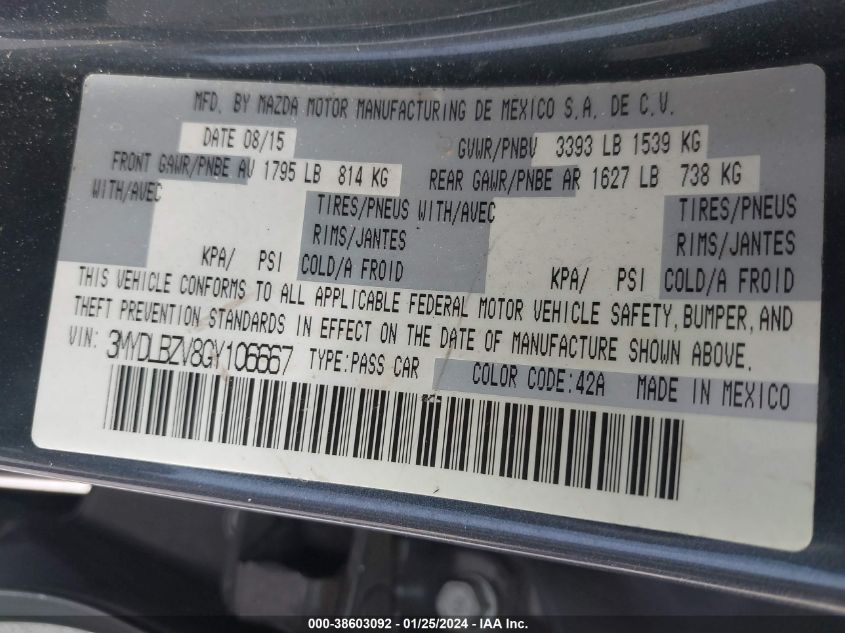 MFD. BY MAZDA MOTOR MANUFACTURING DE MEXICO S.A. DE C.V.
DATE 08/15 GVWR/PNBV 3393 LB 1539 KG
FRONT GAWR/PNBE AV 1795 LB 814 KG REAR GAWR/PNBE AR 1627 LB 738 KG
WITH/AVEC TIRES/PNEUS WITH/AVEC TIRES/PNEUS
RIMS/JANTES RIMS/JANTES
KPA/ PSI COLD/A FROID KPA/ PSI COLD/A FROID
THIS VEHICLE CONFORMS TO ALL APPLICABLE FEDERAL MOTOR VEHICLE SAFETY, BUMPER, AND
THEFT PREVENTION STANDARDS IN EFFECT ON THE DATE OF MANUFACTURE SHOWN ABOVE.
VIN: 3MYDLBZV8GY106667 TYPE:PASS CAR COLOR CODE:42A MADE IN MEXICO
000-38603092 - 01/25/2024 - IAA Inc.